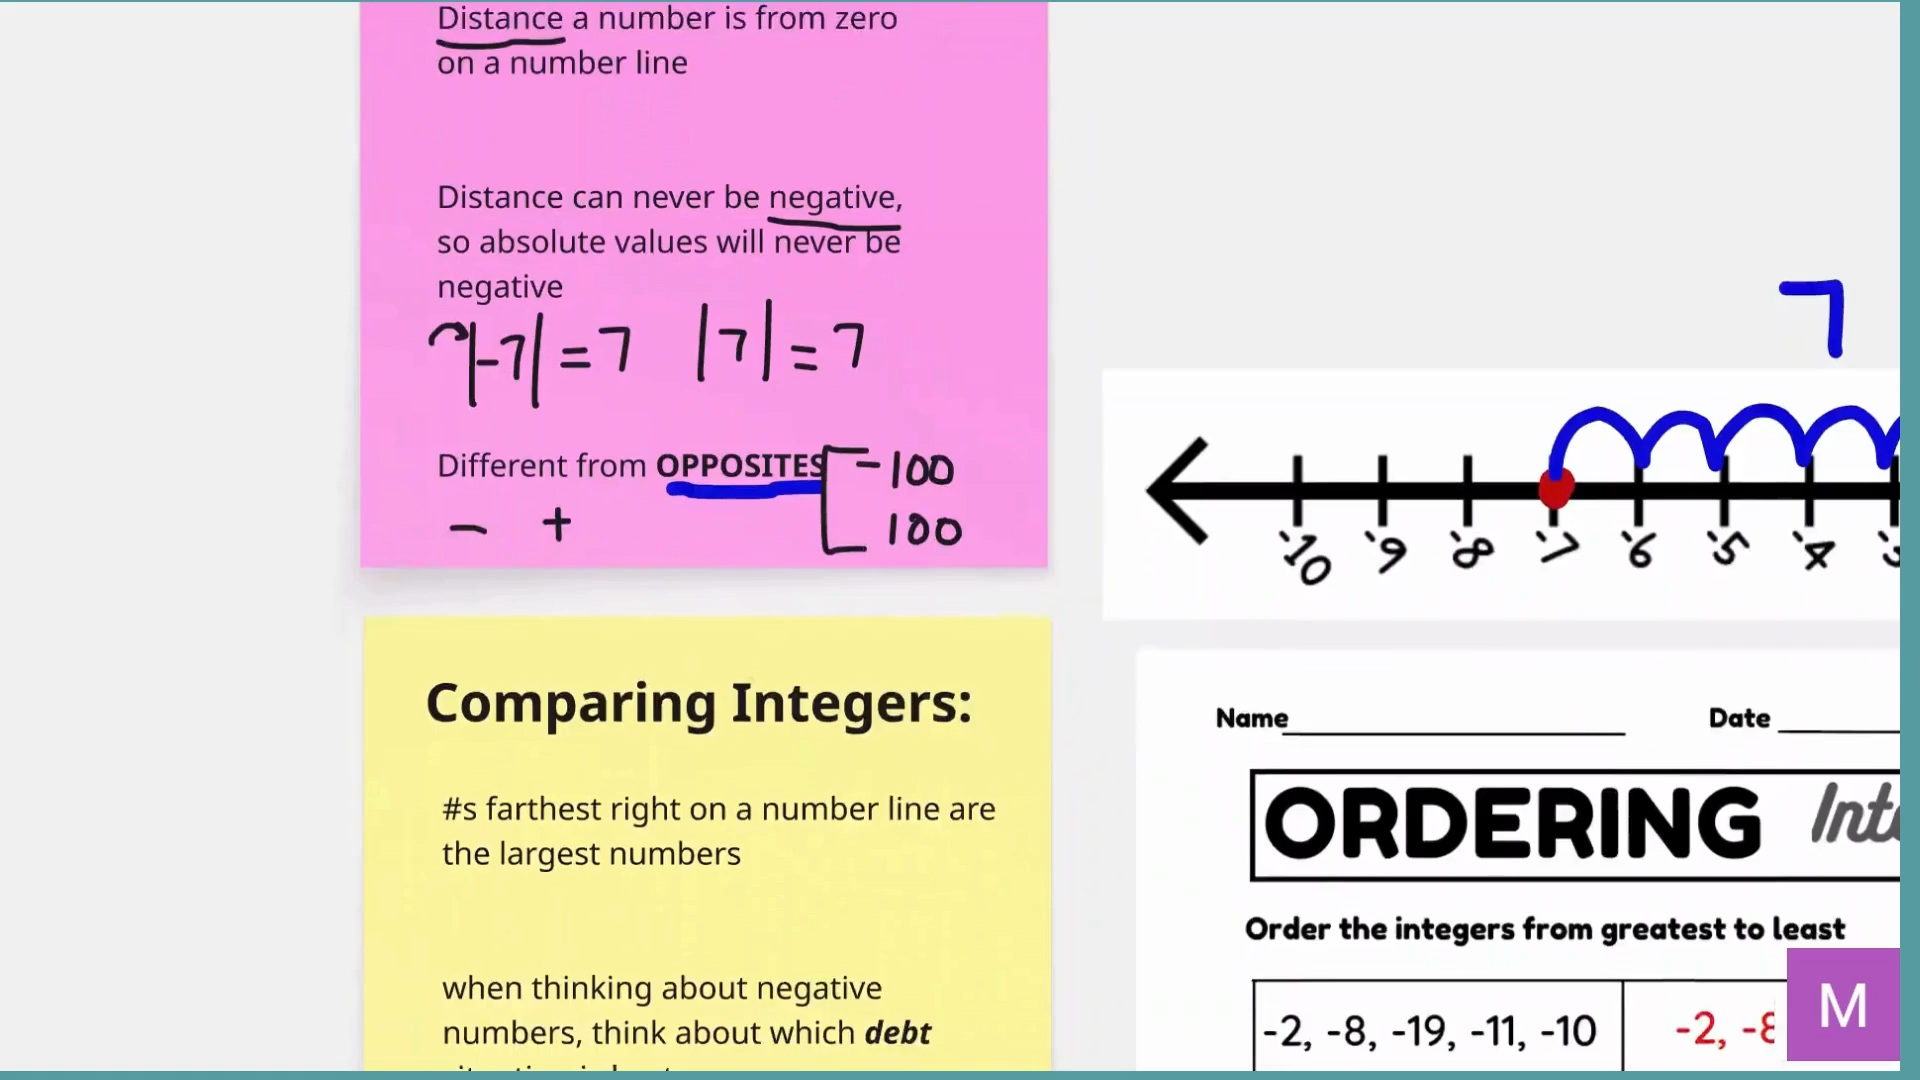 Distance a number is from zero
on a number line
Distance can never be negative,
so absolute values will never be
negative
|-7| = 7 |7| = 7
Different from OPPOSITES
-100
100
- +
Comparing Integers:
#s farthest right on a number line are
the largest numbers
when thinking about negative
numbers, think about which debt
7
-10 -9 -8 -7 -6 -5 -4
Name Date
ORDERING
Order the integers from greatest to least
-2, -8, -19, -11, -10
-2, -8
M